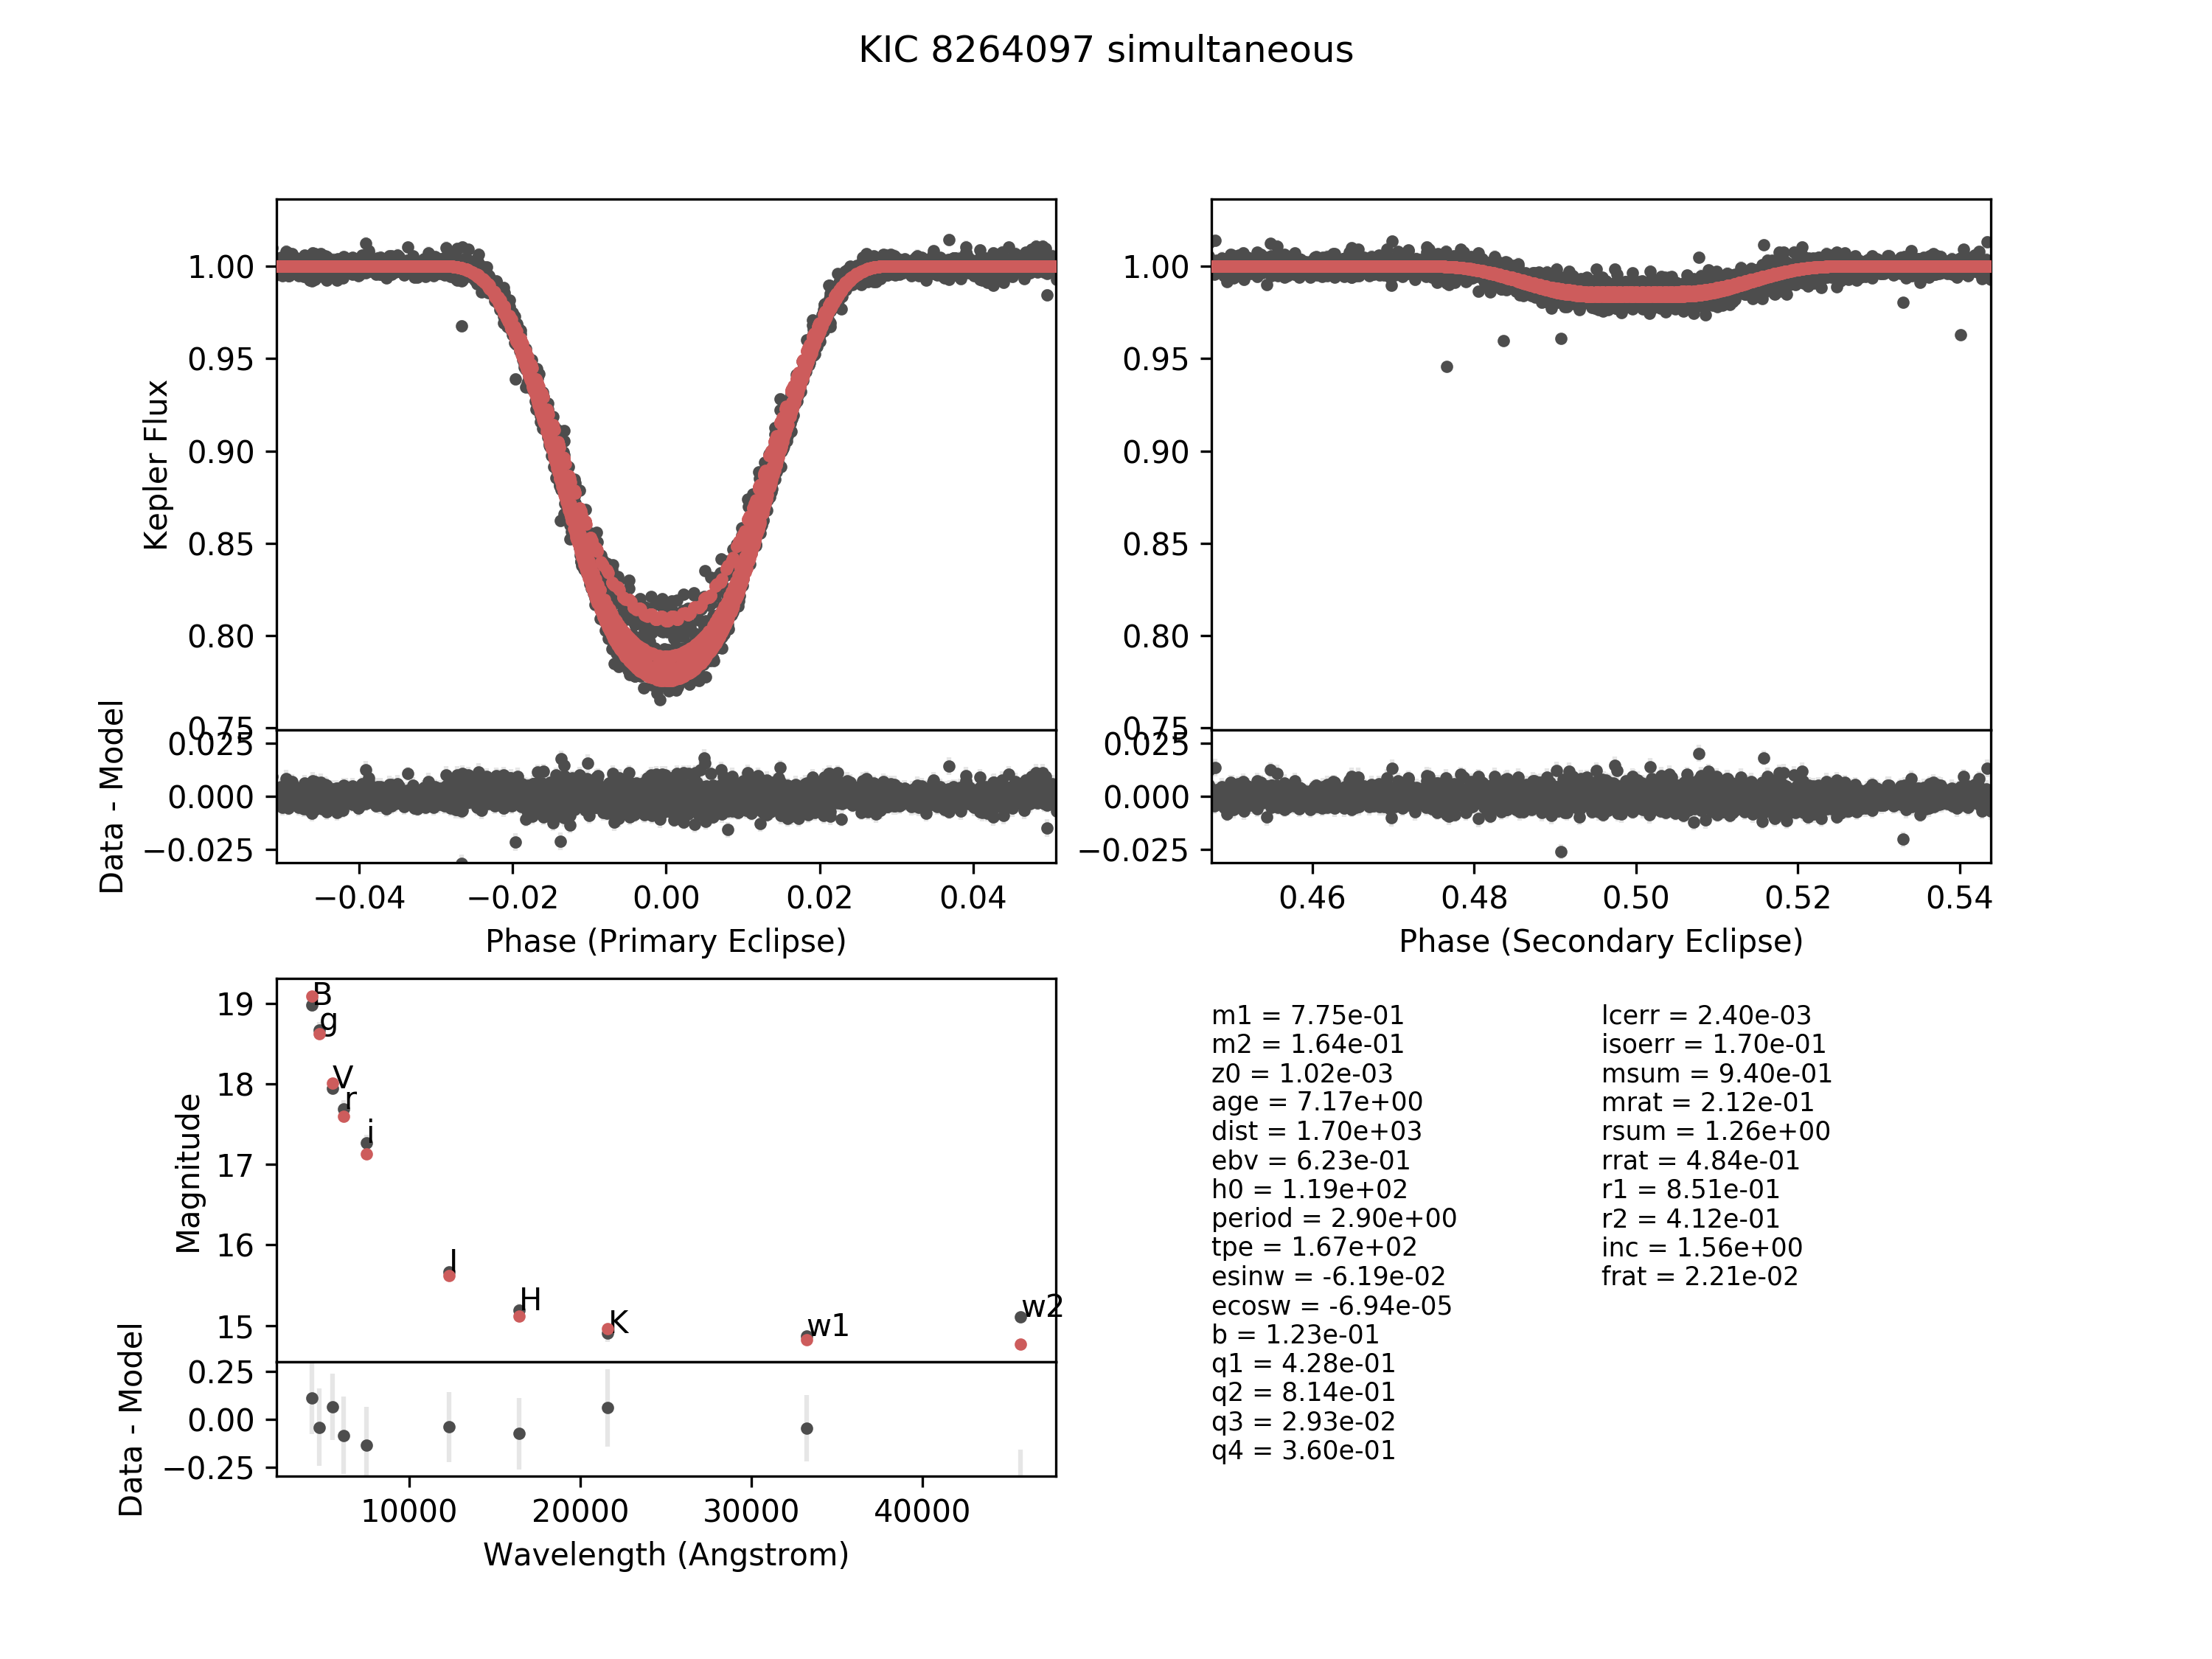 KIC 8264097 simultaneous
Kepler Flux
1.00
0.95
0.90
0.85
0.80
0.75
1.00
0.95
0.90
0.85
0.80
0.75
Data - Model
0.025
0.000
−0.025
0.025
0.000
−0.025
−0.04 −0.02 0.00 0.02 0.04
Phase (Primary Eclipse)
0.46 0.48 0.50 0.52 0.54
Phase (Secondary Eclipse)
Magnitude
19
18
17
16
15
B
g
V
r
i
J
H
K
w1
w2
Data - Model
0.25
0.00
−0.25
10000 20000 30000 40000
Wavelength (Angstrom)
m1 = 7.75e-01
m2 = 1.64e-01
z0 = 1.02e-03
age = 7.17e+00
dist = 1.70e+03
ebv = 6.23e-01
h0 = 1.19e+02
period = 2.90e+00
tpe = 1.67e+02
esinw = -6.19e-02
ecosw = -6.94e-05
b = 1.23e-01
q1 = 4.28e-01
q2 = 8.14e-01
q3 = 2.93e-02
q4 = 3.60e-01
lcerr = 2.40e-03
isoerr = 1.70e-01
msum = 9.40e-01
mrat = 2.12e-01
rsum = 1.26e+00
rrat = 4.84e-01
r1 = 8.51e-01
r2 = 4.12e-01
inc = 1.56e+00
frat = 2.21e-02